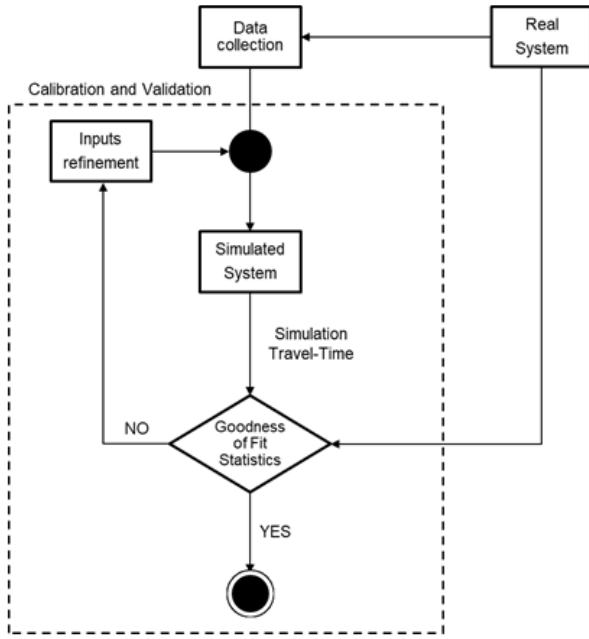 Data
collection
Real
System
Calibration and Validation
Inputs
refinement
Simulated
System
Simulation
Travel-Time
Goodness
of Fit
Statistics
NO
YES